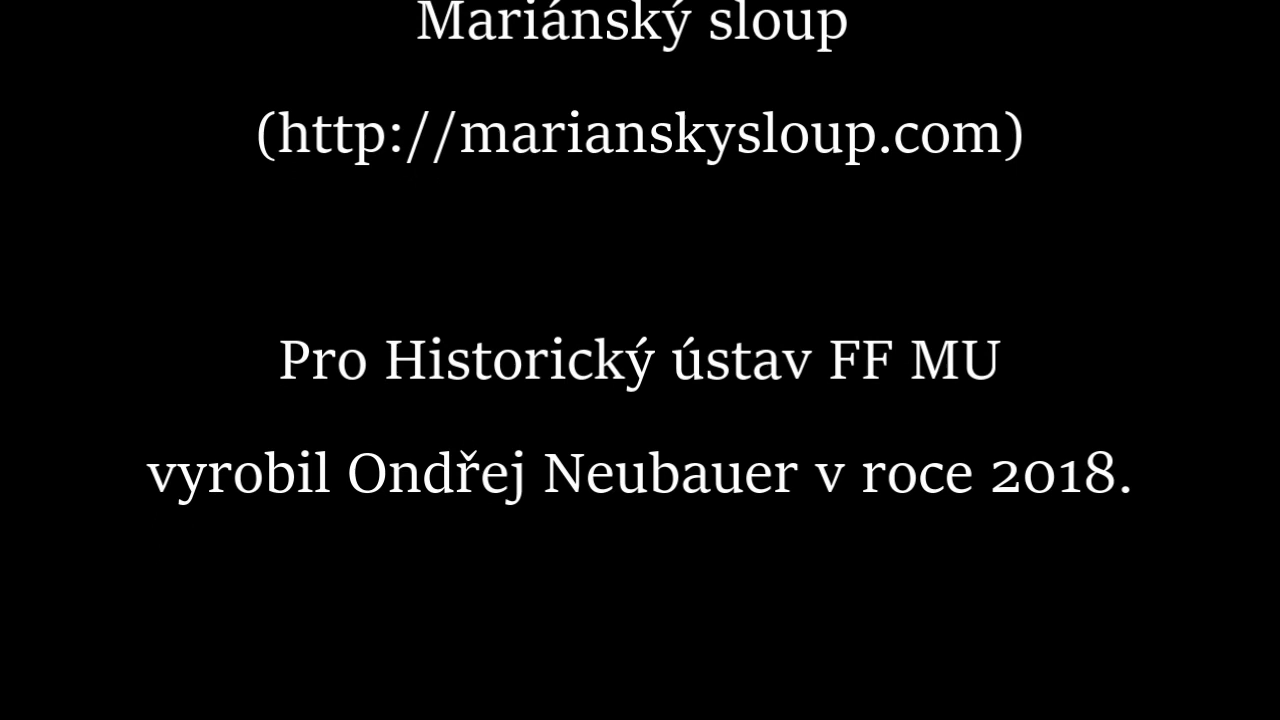 Mariánský sloup
(http://marianskysloup.com)
Pro Historický ústav FF MU
vyrobil Ondřej Neubauer v roce 2018.